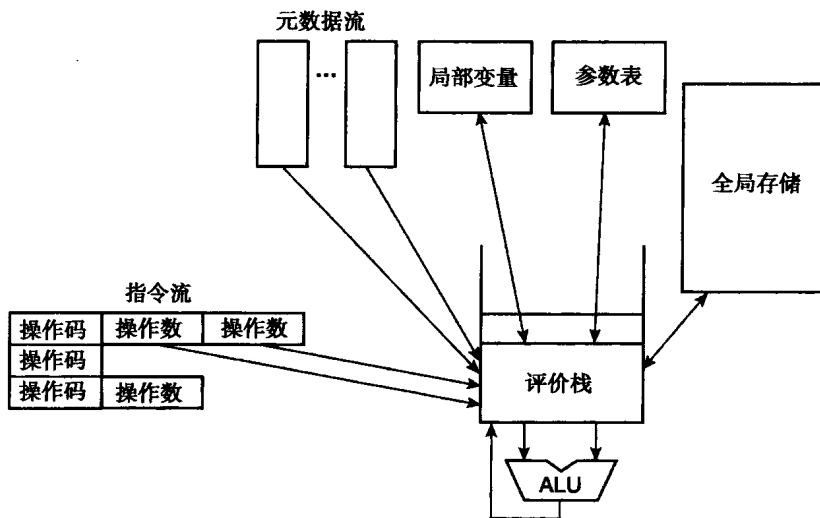 元数据流
...
局部变量
参数表
全局存储
指令流
操作码 操作数 操作数
操作码
操作码 操作数
评价栈
ALU